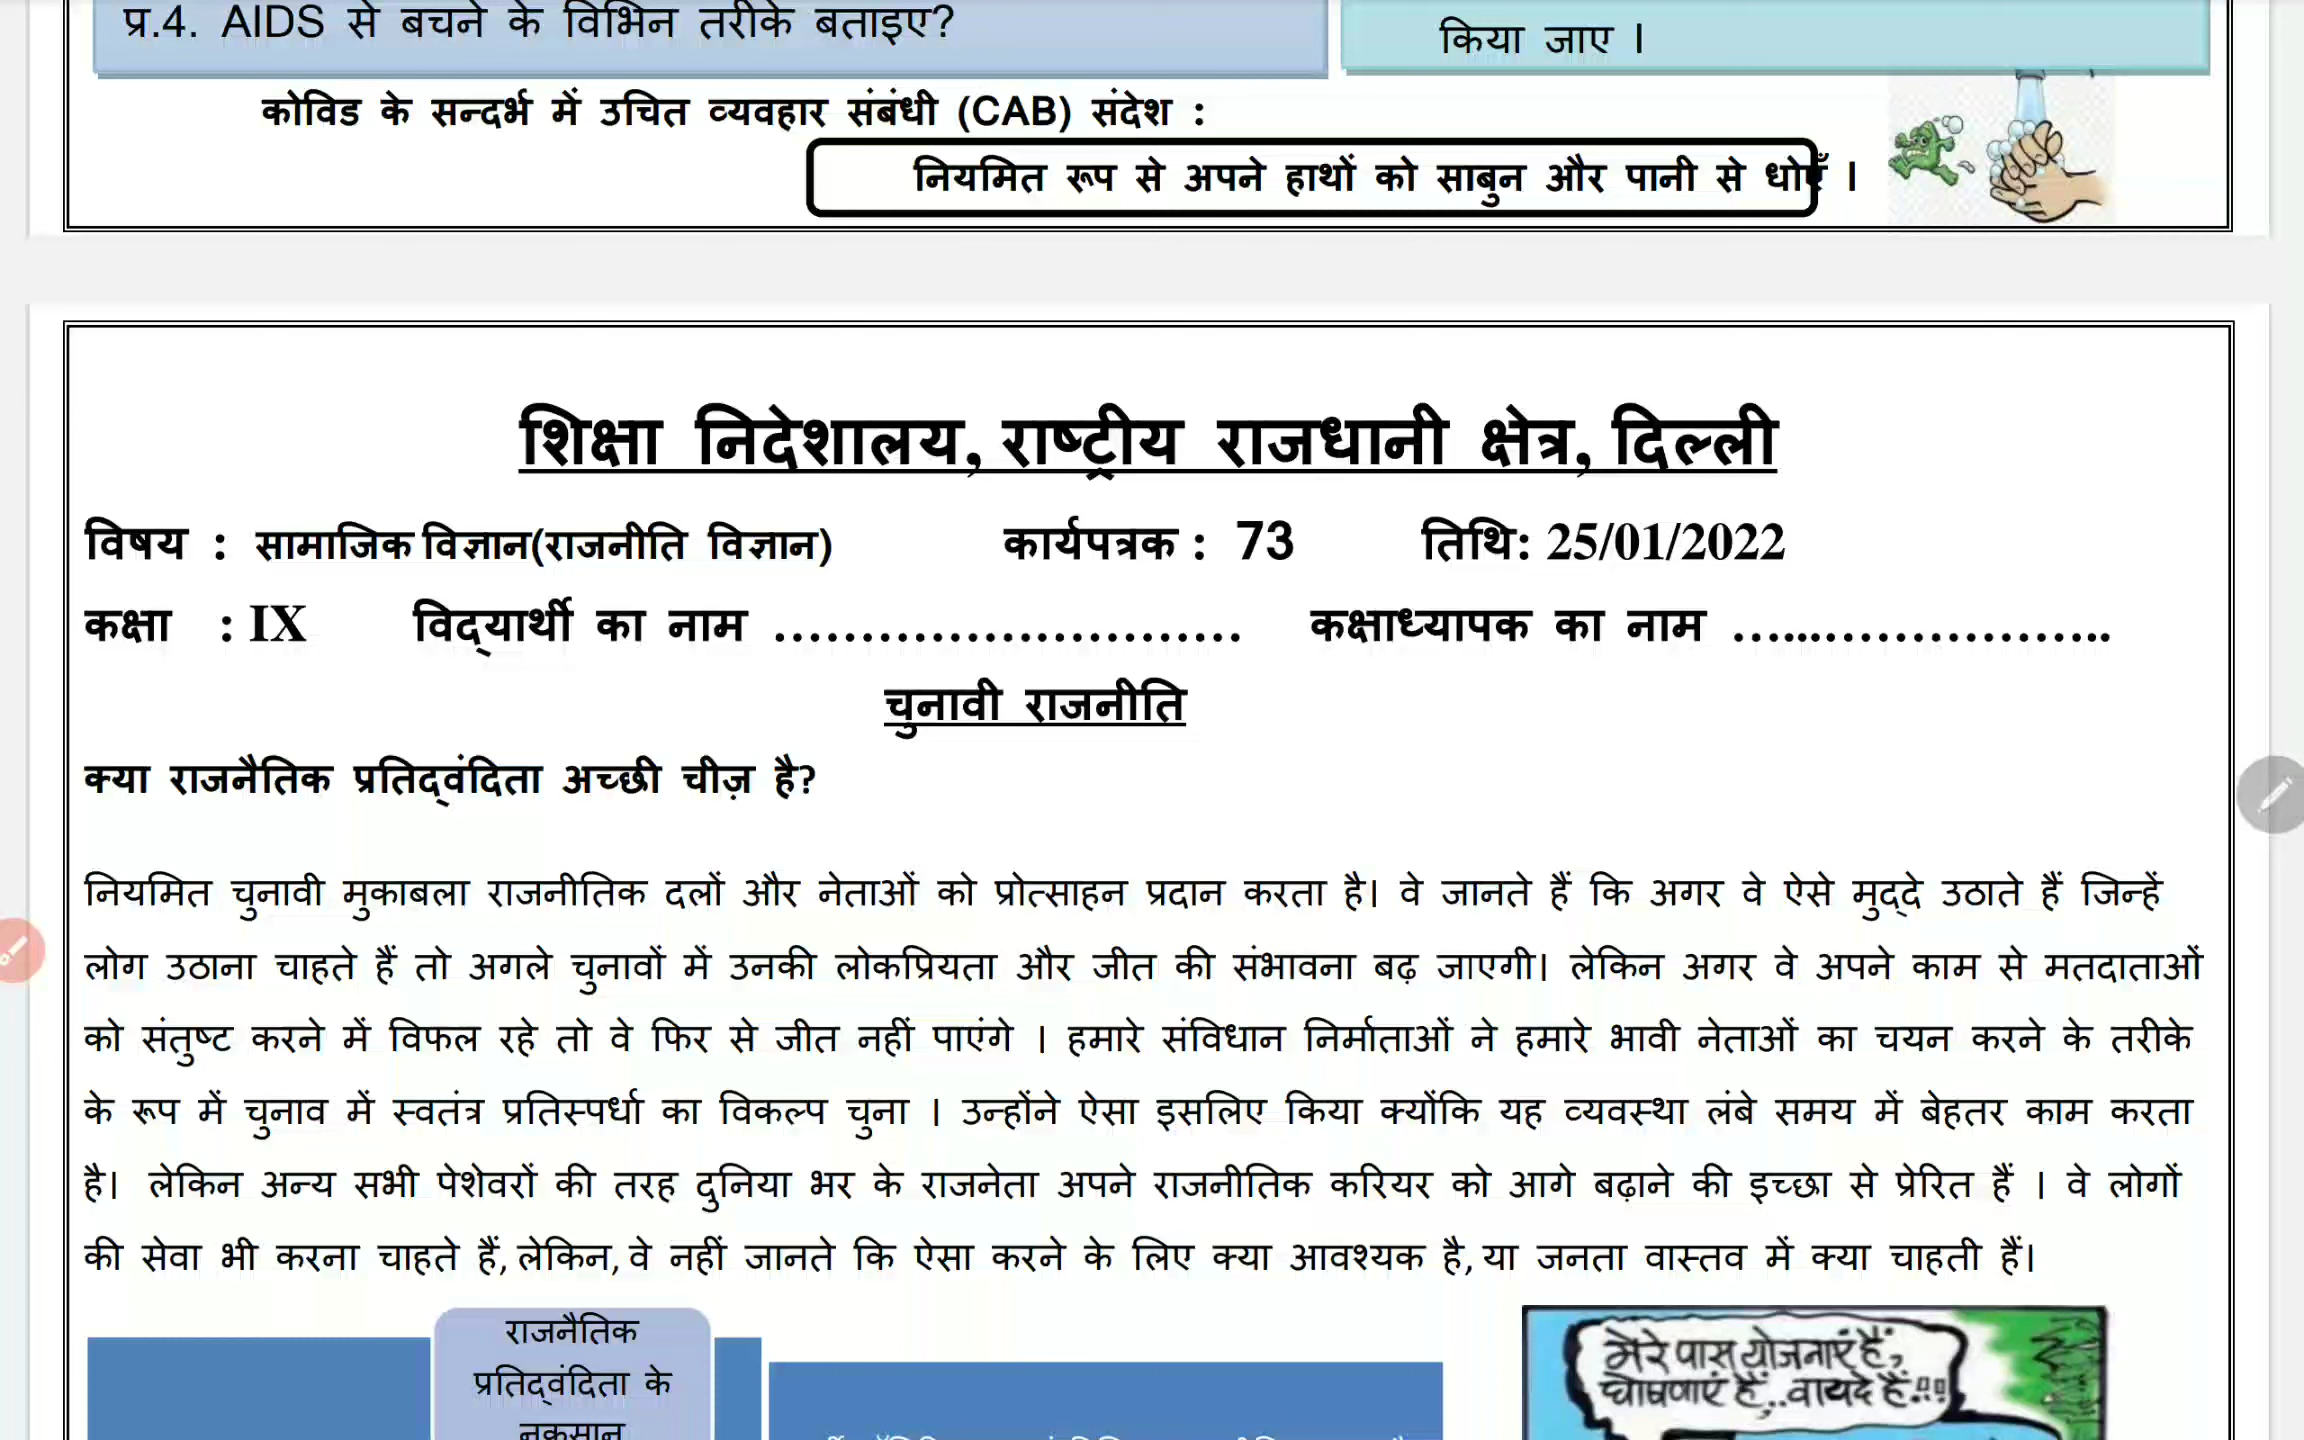 प्र.4. AIDS से बचने के विभिन तरीके बताइए?
किया जाए ।
कोविड के सन्दर्भ में उचित व्यवहार संबंधी (CAB) संदेश :
नियमित रूप से अपने हाथों को साबुन और पानी से धोएँ ।
शिक्षा निदेशालय, राष्ट्रीय राजधानी क्षेत्र, दिल्ली
विषय : सामाजिक विज्ञान(राजनीति विज्ञान) कार्यपत्रक : 73 तिथि: 25/01/2022
कक्षा : IX विद्यार्थी का नाम ........................... कक्षाध्यापक का नाम ........................
चुनावी राजनीति
क्या राजनैतिक प्रतिद्वंदिता अच्छी चीज़ है?
नियमित चुनावी मुकाबला राजनीतिक दलों और नेताओं को प्रोत्साहन प्रदान करता है। वे जानते हैं कि अगर वे ऐसे मुद्दे उठाते हैं जिन्हें
लोग उठाना चाहते हैं तो अगले चुनावों में उनकी लोकप्रियता और जीत की संभावना बढ़ जाएगी। लेकिन अगर वे अपने काम से मतदाताओं
को संतुष्ट करने में विफल रहे तो वे फिर से जीत नहीं पाएंगे । हमारे संविधान निर्माताओं ने हमारे भावी नेताओं का चयन करने के तरीके
के रूप में चुनाव में स्वतंत्र प्रतिस्पर्धा का विकल्प चुना । उन्होंने ऐसा इसलिए किया क्योंकि यह व्यवस्था लंबे समय में बेहतर काम करता
है। लेकिन अन्य सभी पेशेवरों की तरह दुनिया भर के राजनेता अपने राजनीतिक करियर को आगे बढ़ाने की इच्छा से प्रेरित हैं । वे लोगों
की सेवा भी करना चाहते हैं, लेकिन, वे नहीं जानते कि ऐसा करने के लिए क्या आवश्यक है, या जनता वास्तव में क्या चाहती हैं।
राजनैतिक
प्रतिद्वंदिता के
नुकसान
मेरे पास योजनाएं हैं,
घोषणाएं हैं,..वायदे हैं..!!